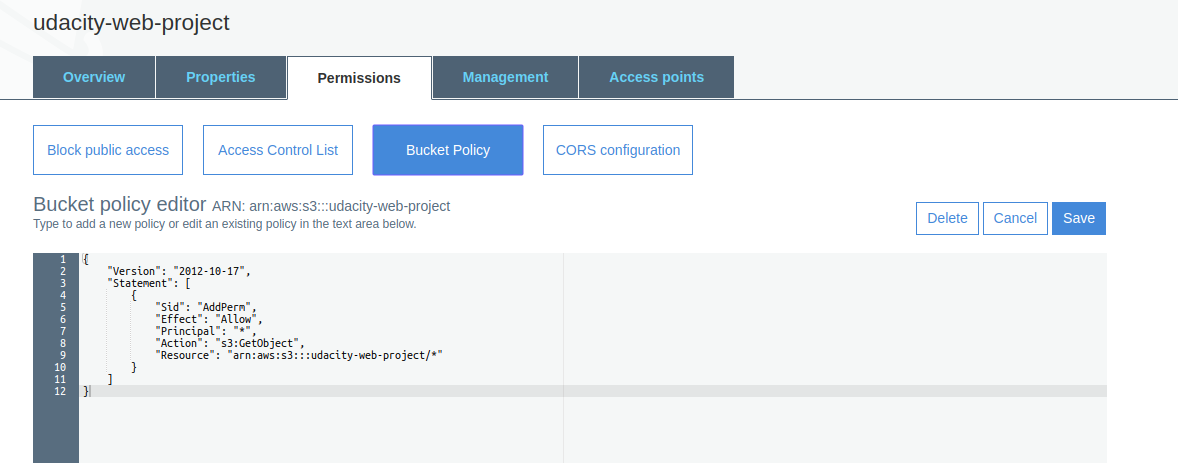 udacity-web-project
Overview
Properties
Permissions
Management
Access points
Block public access
Access Control List
Bucket Policy
CORS configuration
Bucket policy editor ARN: arn:aws:s3:::udacity-web-project
Type to add a new policy or edit an existing policy in the text area below.
Delete
Cancel
Save
1 {
2 "Version": "2012-10-17",
3 "Statement": [
4 {
5 "Sid": "AddPerm",
6 "Effect": "Allow",
7 "Principal": "*",
8 "Action": "s3:GetObject",
9 "Resource": "arn:aws:s3:::udacity-web-project/*"
10 }
11 ]
12 }